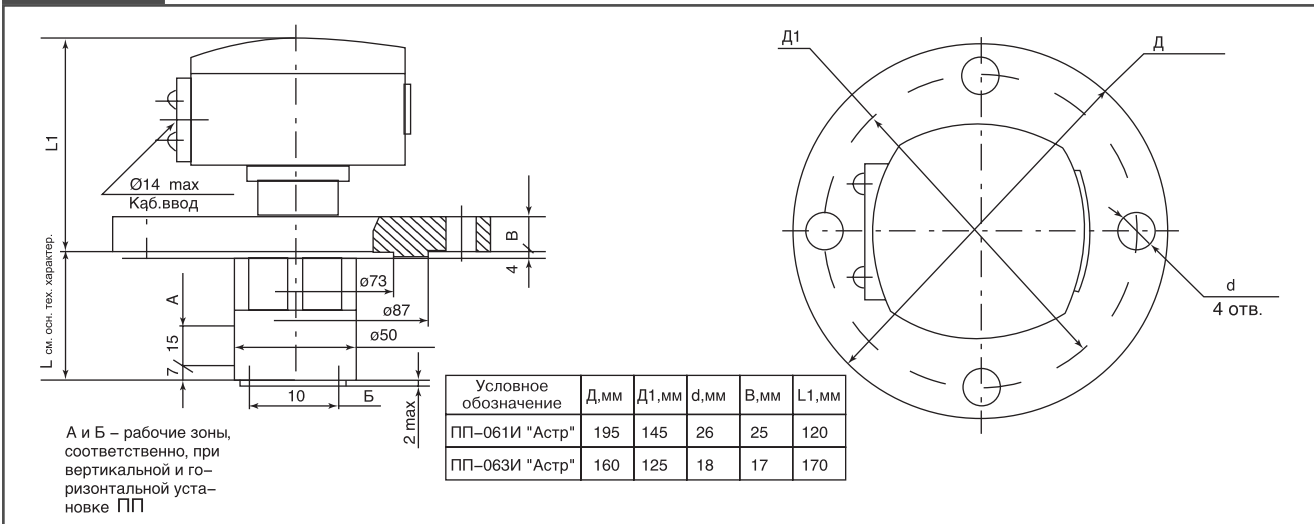 L1
Ø14 max
Каб.ввод
L см. осн. тех. характер.
A
15
7
B
4
ø73
ø87
ø50
10
Б
2 max
А и Б – рабочие зоны,
соответственно, при
вертикальной и го–
ризонтальной уста–
новке ПП
Условное обозначение Д,мм Д1,мм d,мм В,мм L1,мм
ПП–061И "Астр" 195 145 26 25 120
ПП–063И "Астр" 160 125 18 17 170
Д1
Д
d
4 отв.